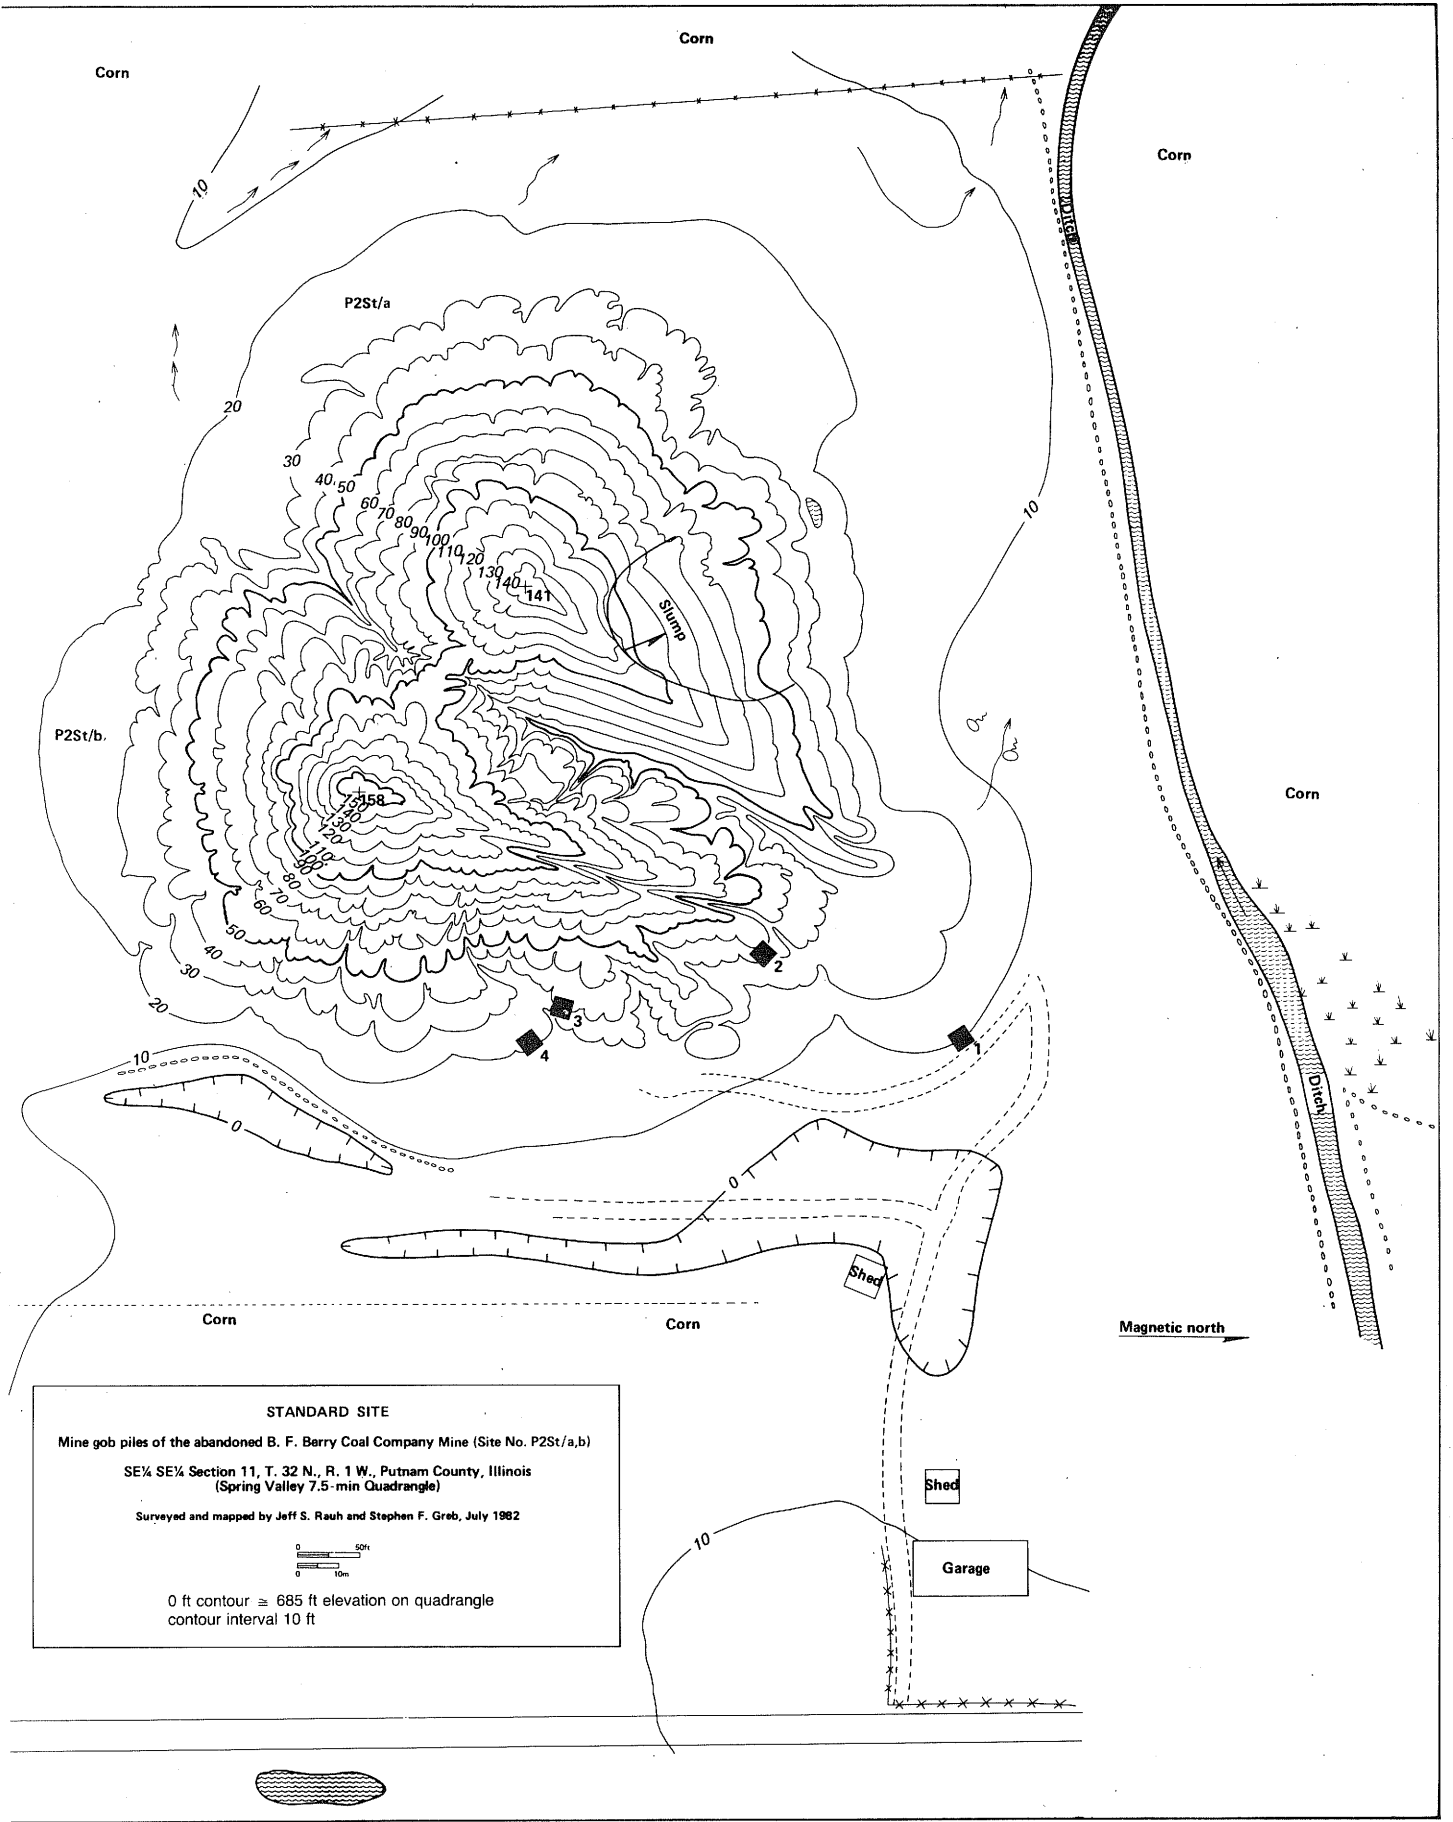 Corn
Corn
Corn
10
Ditch
P2St/a
20
30
40
50
60
70
80
90
100
110
120
130
140
141
10
Slump
P2St/b
Corn
158
150
140
130
120
110
100
90
80
70
60
50
40
30
20
10
2
3
4
1
Ditch
0
0
Shed
Corn
Corn
Magnetic north
STANDARD SITE
Mine gob piles of the abandoned B. F. Berry Coal Company Mine (Site No. P2St/a,b)
SE¼ SE¼ Section 11, T. 32 N., R. 1 W., Putnam County, Illinois
(Spring Valley 7.5-min Quadrangle)
Surveyed and mapped by Jeff S. Rauh and Stephen F. Greb, July 1982
0 50ft
0 10m
0 ft contour ≅ 685 ft elevation on quadrangle
contour interval 10 ft
Shed
10
Garage